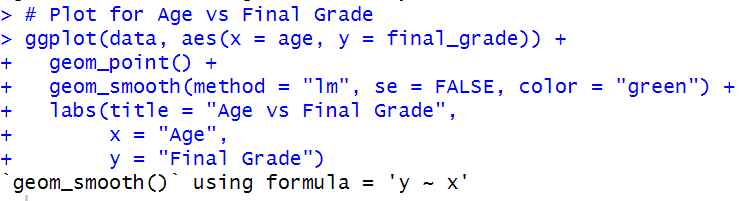 > # Plot for Age vs Final Grade
> ggplot(data, aes(x = age, y = final_grade)) +
+   geom_point() +
+   geom_smooth(method = "lm", se = FALSE, color = "green") +
+   labs(title = "Age vs Final Grade",
+        x = "Age",
+        y = "Final Grade")
`geom_smooth()` using formula = 'y ~ x'